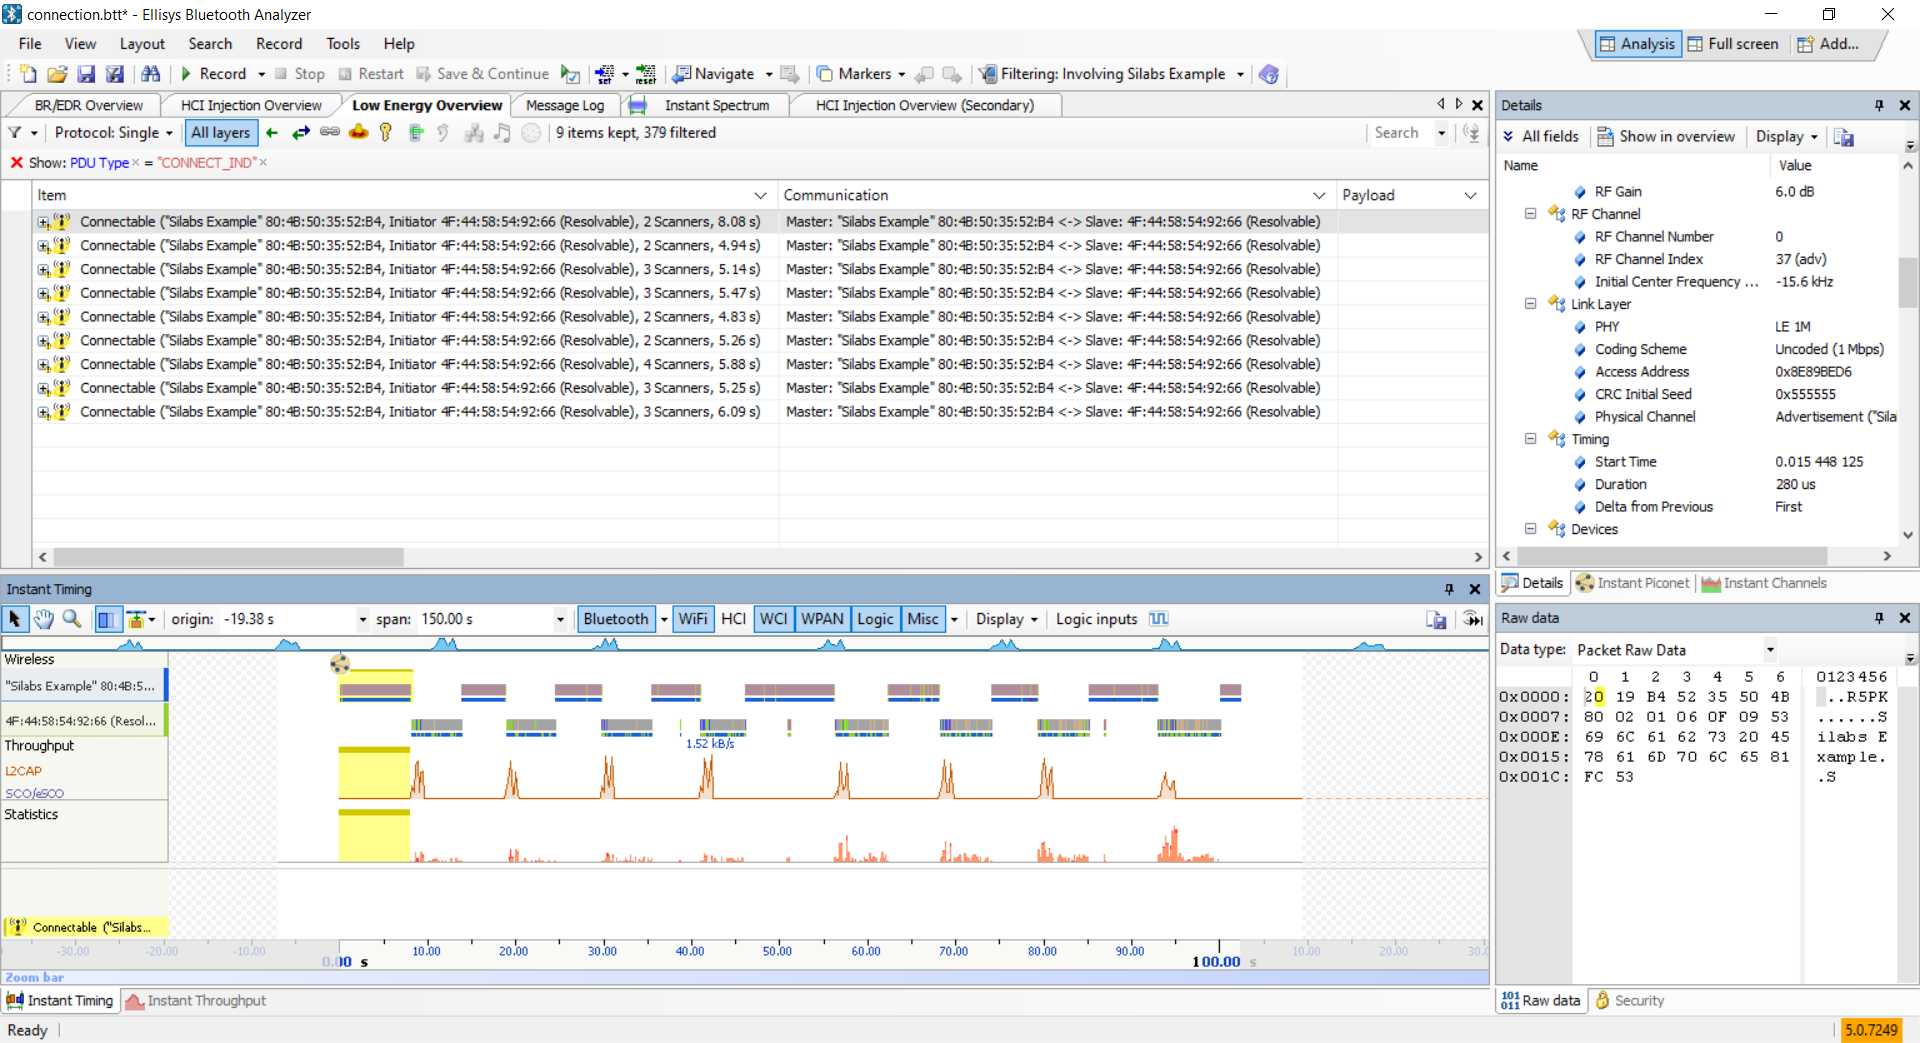 connection.btt* - Ellisys Bluetooth Analyzer
File View Layout Search Record Tools Help
Analysis Full screen Add...
Record Stop Restart Save & Continue set reset Navigate Markers Filtering: Involving Silabs Example
BR/EDR Overview HCI Injection Overview Low Energy Overview Message Log Instant Spectrum HCI Injection Overview (Secondary)
Protocol: Single All layers 9 items kept, 379 filtered Search
Show: PDU Type = "CONNECT_IND"
Item Communication Payload
Connectable ("Silabs Example" 80:4B:50:35:52:B4, Initiator 4F:44:58:54:92:66 (Resolvable), 2 Scanners, 8.08 s) Master: "Silabs Example" 80:4B:50:35:52:B4 <-> Slave: 4F:44:58:54:92:66 (Resolvable)
Connectable ("Silabs Example" 80:4B:50:35:52:B4, Initiator 4F:44:58:54:92:66 (Resolvable), 2 Scanners, 4.94 s) Master: "Silabs Example" 80:4B:50:35:52:B4 <-> Slave: 4F:44:58:54:92:66 (Resolvable)
Connectable ("Silabs Example" 80:4B:50:35:52:B4, Initiator 4F:44:58:54:92:66 (Resolvable), 3 Scanners, 5.14 s) Master: "Silabs Example" 80:4B:50:35:52:B4 <-> Slave: 4F:44:58:54:92:66 (Resolvable)
Connectable ("Silabs Example" 80:4B:50:35:52:B4, Initiator 4F:44:58:54:92:66 (Resolvable), 3 Scanners, 5.47 s) Master: "Silabs Example" 80:4B:50:35:52:B4 <-> Slave: 4F:44:58:54:92:66 (Resolvable)
Connectable ("Silabs Example" 80:4B:50:35:52:B4, Initiator 4F:44:58:54:92:66 (Resolvable), 2 Scanners, 4.83 s) Master: "Silabs Example" 80:4B:50:35:52:B4 <-> Slave: 4F:44:58:54:92:66 (Resolvable)
Connectable ("Silabs Example" 80:4B:50:35:52:B4, Initiator 4F:44:58:54:92:66 (Resolvable), 2 Scanners, 5.26 s) Master: "Silabs Example" 80:4B:50:35:52:B4 <-> Slave: 4F:44:58:54:92:66 (Resolvable)
Connectable ("Silabs Example" 80:4B:50:35:52:B4, Initiator 4F:44:58:54:92:66 (Resolvable), 4 Scanners, 5.88 s) Master: "Silabs Example" 80:4B:50:35:52:B4 <-> Slave: 4F:44:58:54:92:66 (Resolvable)
Connectable ("Silabs Example" 80:4B:50:35:52:B4, Initiator 4F:44:58:54:92:66 (Resolvable), 3 Scanners, 5.25 s) Master: "Silabs Example" 80:4B:50:35:52:B4 <-> Slave: 4F:44:58:54:92:66 (Resolvable)
Connectable ("Silabs Example" 80:4B:50:35:52:B4, Initiator 4F:44:58:54:92:66 (Resolvable), 3 Scanners, 6.09 s) Master: "Silabs Example" 80:4B:50:35:52:B4 <-> Slave: 4F:44:58:54:92:66 (Resolvable)
Details
All fields Show in overview Display
Name Value
RF Gain 6.0 dB
RF Channel
RF Channel Number 0
RF Channel Index 37 (adv)
Initial Center Frequency ... -15.6 kHz
Link Layer
PHY LE 1M
Coding Scheme Uncoded (1 Mbps)
Access Address 0x8E89BED6
CRC Initial Seed 0x555555
Physical Channel Advertisement ("Sila
Timing
Start Time 0.015 448 125
Duration 280 us
Delta from Previous First
Devices
Details Instant Piconet Instant Channels
Instant Timing
origin: -19.38 s span: 150.00 s Bluetooth WiFi HCI WCI WPAN Logic Misc Display Logic inputs
Wireless
"Silabs Example" 80:4B:5...
4F:44:58:54:92:66 (Resol...
1.52 kB/s
Throughput
L2CAP
SCO/eSCO
Statistics
Connectable ("Silabs...
-30.00 -20.00 -10.00 10.00 20.00 30.00 40.00 50.00 60.00 70.00 80.00 90.00 10.00 20.00 30.0
0.00 s 100.00 s
Zoom bar
Instant Timing Instant Throughput
Raw data
Data type: Packet Raw Data
0 1 2 3 4 5 6 0123456
0x0000: 20 19 B4 52 35 50 4B ..R5PK
0x0007: 80 02 01 06 0F 09 53 ......S
0x000E: 69 6C 61 62 73 20 45 ilabs E
0x0015: 78 61 6D 70 6C 65 81 xample.
0x001C: FC 53 .S
101 011 Raw data Security
Ready 5.0.7249